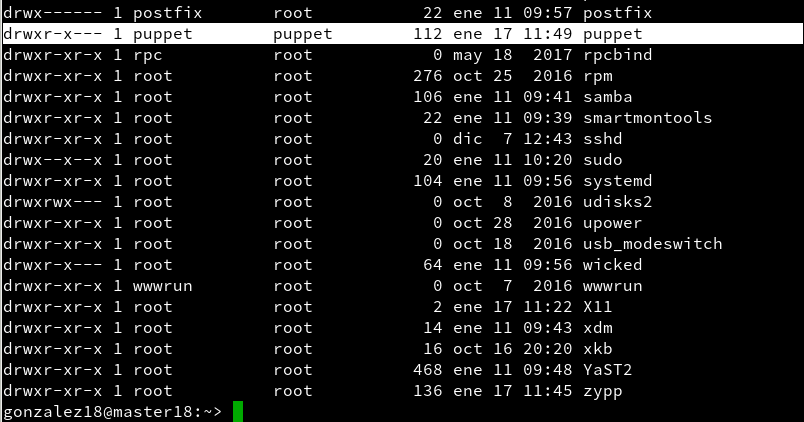 drwx------ 1 postfix       root           22 ene 11 09:57 postfix
drwxr-x--- 1 puppet        puppet        112 ene 17 11:49 puppet
drwxr-xr-x 1 rpc           root            0 may 18  2017 rpcbind
drwxr-xr-x 1 root          root          276 oct 25  2016 rpm
drwxr-xr-x 1 root          root          106 ene 11 09:41 samba
drwxr-xr-x 1 root          root           22 ene 11 09:39 smartmontools
drwxr-xr-x 1 root          root            0 dic  7 12:43 sshd
drwx--x--x 1 root          root           20 ene 11 10:20 sudo
drwxr-xr-x 1 root          root          104 ene 11 09:56 systemd
drwxrwx--- 1 root          root            0 oct  8  2016 udisks2
drwxr-xr-x 1 root          root            0 oct 28  2016 upower
drwxr-xr-x 1 root          root            0 oct 18  2016 usb_modeswitch
drwxr-x--- 1 root          root           64 ene 11 09:56 wicked
drwxr-xr-x 1 wwwrun        root            0 oct  7  2016 wwwrun
drwxr-xr-x 1 root          root            2 ene 17 11:22 X11
drwxr-xr-x 1 root          root           14 ene 11 09:43 xdm
drwxr-xr-x 1 root          root           16 oct 16 20:20 xkb
drwxr-xr-x 1 root          root          468 ene 11 09:48 YaST2
drwxr-xr-x 1 root          root          136 ene 17 11:45 zypp
gonzalez18@master18:~>